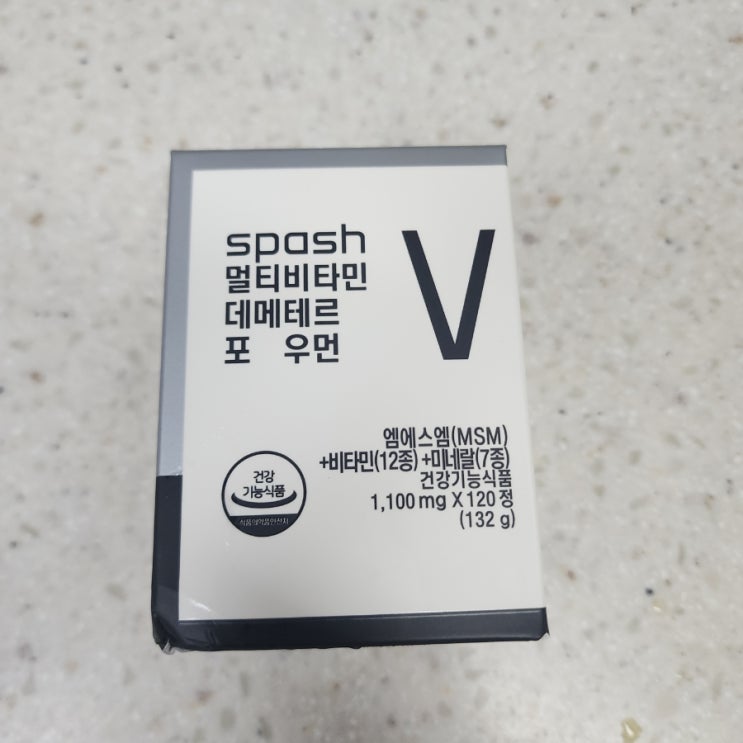 spash
멀티비타민
데메테르
포 우먼
V
엠에스엠(MSM)
+비타민(12종)+미네랄(7종)
건강기능식품
1,100 mg X 120 정
(132 g)
건강
기능식품
식품의약품안전처